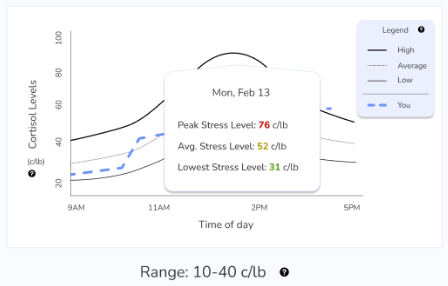 Legend ?
High
Average
Low
You
Cortisol Levels
(c/lb)
?
100
80
60
40
20
Mon, Feb 13
Peak Stress Level: 76 c/lb
Avg. Stress Level: 52 c/lb
Lowest Stress Level: 31 c/lb
9AM 11AM 2PM 5PM
Time of day
Range: 10-40 c/lb ?